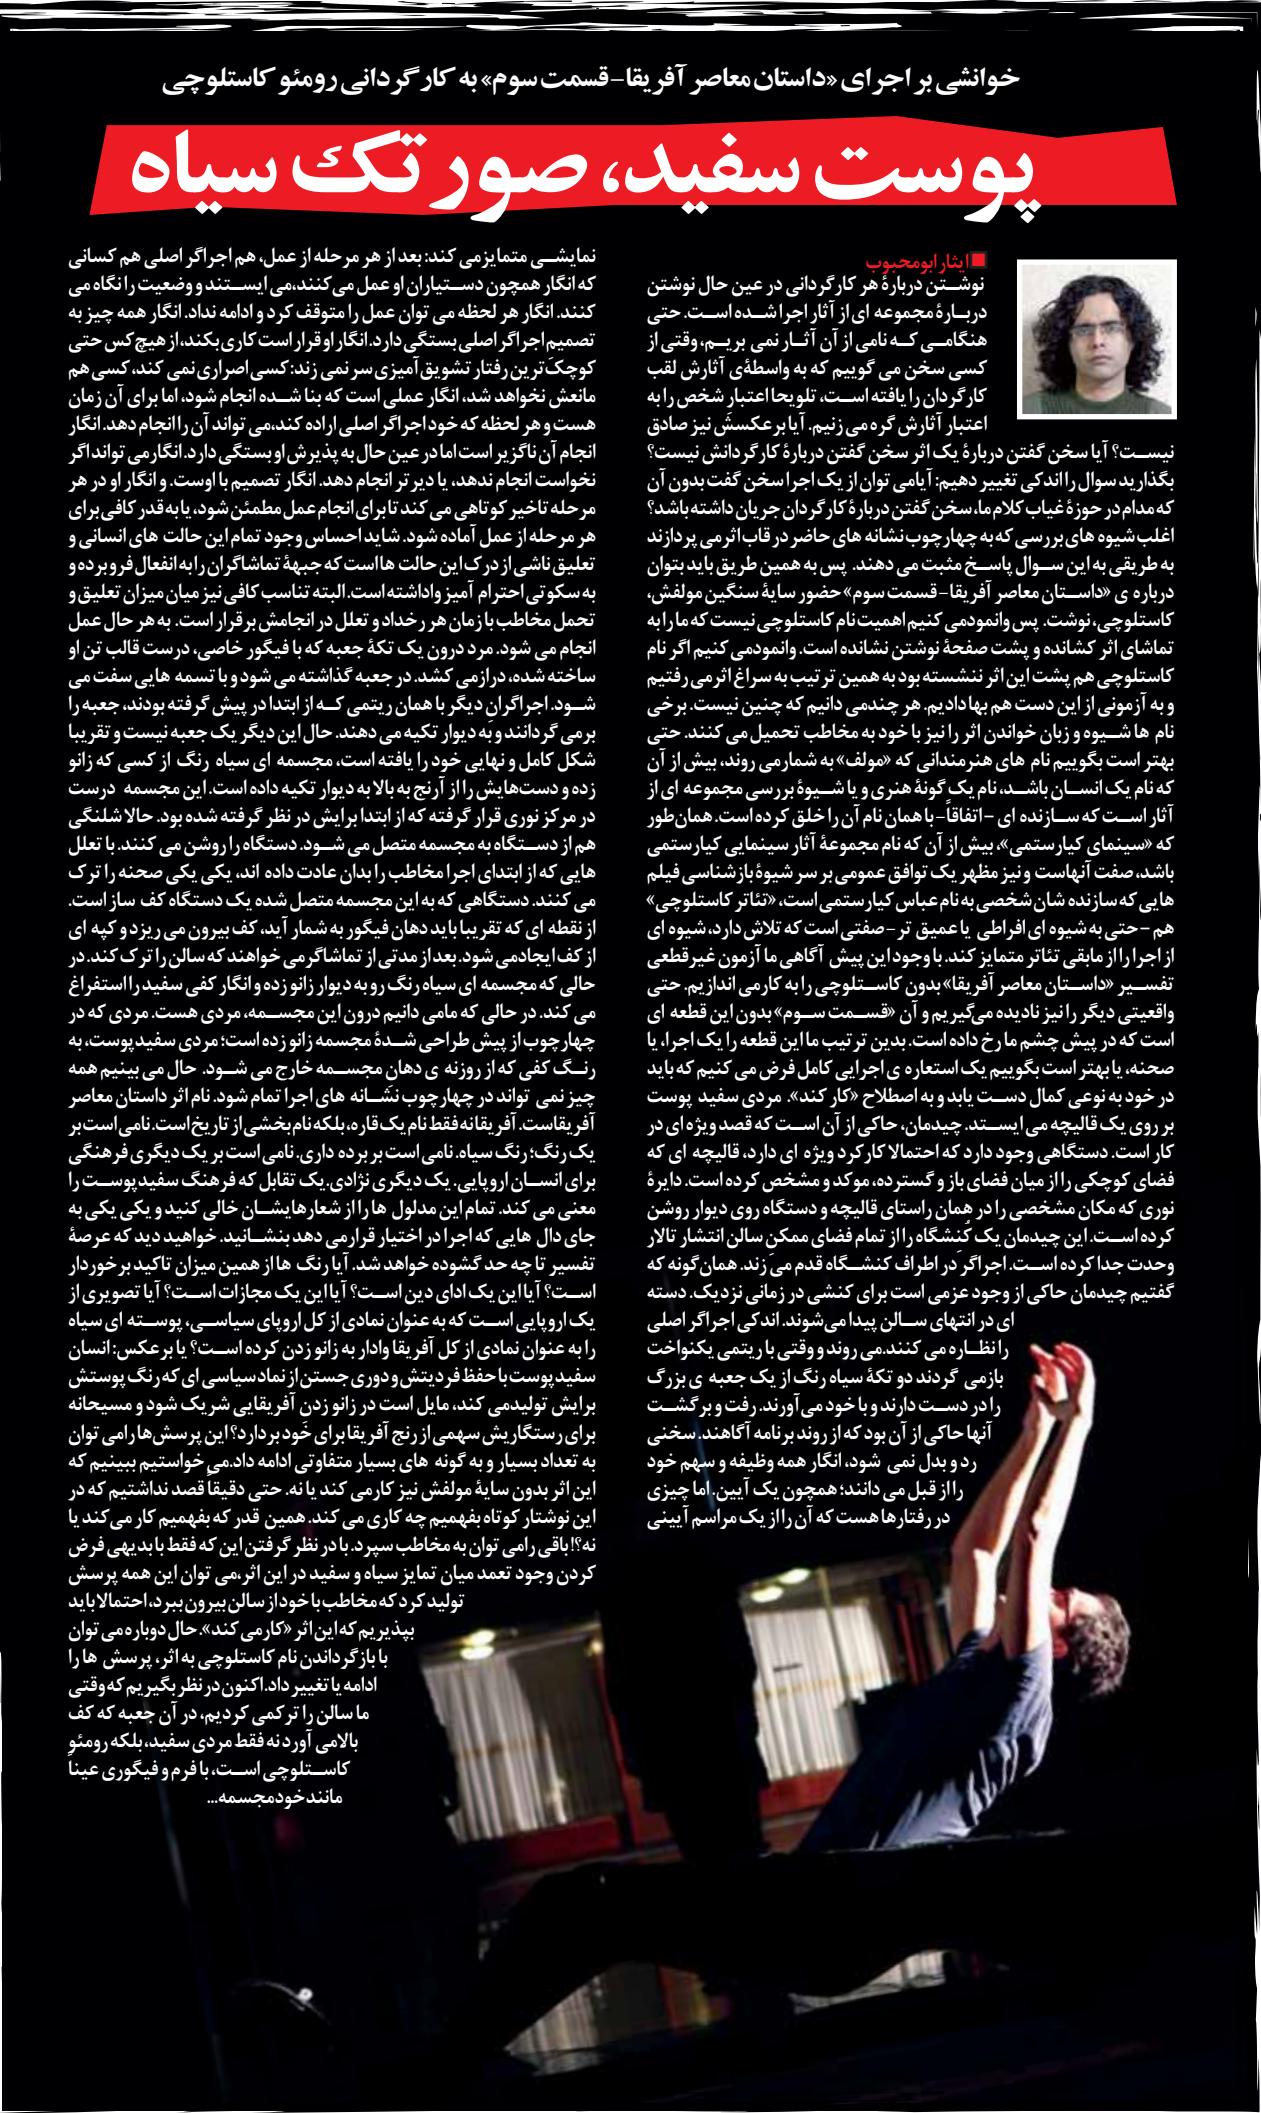 خوانشی بر اجرای «داستان معاصر آفریقا-قسمت سوم» به کارگردانی رومئو کاستلوچی
پوست سفید، صورتک سیاه
ایثار ابومحبوب
نوشتن دربارهٔ هر کارگردانی در عین حال نوشتن
دربارهٔ مجموعه ای از آثار اجرا شده است. حتی
هنگامی که نامی از آن آثار نمی بریم، وقتی از
کسی سخن می گوییم که به واسطه‌ی آثارش لقب
کارگردان را یافته است، تلویحا اعتبار شخص را به
اعتبار آثارش گره می زنیم. آیا برعکسش نیز صادق
نیست؟ آیا سخن گفتن دربارهٔ یک اثر سخن گفتن دربارهٔ کارگردانش نیست؟
بگذارید سوال را اندکی تغییر دهیم: آیا می توان از یک اجرا سخن گفت بدون آن
که مدام در حوزهٔ غیاب کلام ما، سخن گفتن دربارهٔ کارگردان جریان داشته باشد؟
اغلب شیوه های بررسی که به چهارچوب نشانه های حاضر در قاب اثر می پردازند
به طریقی به این سوال پاسخ مثبت می دهند. پس به همین طریق باید بتوان
درباره ی «داستان معاصر آفریقا-قسمت سوم» حضور سایهٔ سنگین مولفش،
کاستلوچی، نوشت. پس وانمود می کنیم اهمیت نام کاستلوچی نیست که ما را به
تماشای اثر کشانده و پشت صفحهٔ نوشتن نشانده است. وانمود می کنیم اگر نام
کاستلوچی هم پشت این اثر ننشسته بود به همین ترتیب به سراغ اثر می رفتیم
و به آزمونی از این دست هم بها دادیم. هر چند می دانیم که چنین نیست. برخی
نام ها شیوه و زبان خواندن اثر را نیز با خود به مخاطب تحمیل می کنند. حتی
بهتر است بگوییم نام های هنرمندانی که «مولف» به شمار می روند، بیش از آن
که نام یک انسان باشد، نام یک گونهٔ هنری و یا شیوهٔ بررسی مجموعه ای از
آثار است که سازنده ای -اتفاقاً- با همان نام آن را خلق کرده است. همان‌طور
که «سینمای کیارستمی»، بیش از آن که نام مجموعهٔ آثار سینمایی کیارستمی
باشد، صفت آنهاست و نیز مظهر یک توافق عمومی بر سر شیوهٔ بازشناسی فیلم
هایی که سازنده شان شخصی به نام عباس کیارستمی است، «تئاتر کاستلوچی»
هم -حتی به شیوه ای افراطی یا عمیق تر- صفتی است که تلاش دارد، شیوه ای
از اجرا را از مابقی تئاتر متمایز کند. با وجود این پیش آگاهی ما آزمون غیرقطعی
تفسیر «داستان معاصر آفریقا» بدون کاستلوچی را به کار می اندازیم. حتی
واقعیتی دیگر را نیز نادیده می‌گیریم و آن «قسمت سوم» بدون این قطعه ای
است که در پیش چشم ما رخ داده است. بدین ترتیب ما این قطعه را یک اجرا، یا
صحنه، یا بهتر است بگوییم یک استعاره ی اجرایی کامل فرض می کنیم که باید
در خود به نوعی کمال دست یابد و به اصطلاح «کار کند». مردی سفید پوست
بر روی یک قالیچه می ایستد. چیدمان، حاکی از آن است که قصد ویژه ای در
کار است. دستگاهی وجود دارد که احتمالا کارکرد ویژه ای دارد، قالیچه ای که
فضای کوچکی را از میان فضای باز و گسترده، موکد و مشخص کرده است. دایرهٔ
نوری که مکان مشخصی را در همان راستای قالیچه و دستگاه روی دیوار روشن
کرده است. این چیدمان یک کُنِشگاه را از تمام فضای ممکنِ سالن انتشار تالار
وحدت جدا کرده است. اجراگر در اطراف کنشگاه قدم می زند. همان‌گونه که
گفتیم چیدمان حاکی از وجود عزمی است برای کنشی در زمانی نزدیک. دسته
ای در انتهای سالن پیدا می‌شوند. اندکی اجراگر اصلی
را نظاره می کنند. می روند و وقتی با ریتمی یکنواخت
باز می گردند دو تکهٔ سیاه رنگ از یک جعبه ی بزرگ
را در دست دارند و با خود می آورند. رفت و برگشت
آنها حاکی از آن بود که از روند برنامه آگاهند. سخنی
رد و بدل نمی شود، انگار همه وظیفه و سهم خود
را از قبل می دانند؛ همچون یک آیین. اما چیزی
در رفتارها هست که آن را از یک مراسم آیینی
نمایشی متمایز می کند: بعد از هر مرحله از عمل، هم اجراگر اصلی هم کسانی
که انگار همچون دستیاران او عمل می‌کنند، می ایستند و وضعیت را نگاه می
کنند. انگار هر لحظه می توان عمل را متوقف کرد و ادامه نداد. انگار همه چیز به
تصمیم اجراگر اصلی بستگی دارد. انگار او قرار است کاری بکند، از هیچ کس حتی
کوچک‌ترین رفتار تشویق آمیزی سر نمی زند: کسی اصراری نمی کند، کسی هم
مانعش نخواهد شد، انگار عملی است که بنا شده انجام شود، اما برای آن زمان
هست و هر لحظه که خود اجراگر اصلی اراده کند، می تواند آن را انجام دهد. انگار
انجام آن ناگزیر است اما در عین حال به پذیرش او بستگی دارد. انگار می تواند اگر
نخواست انجام ندهد، یا دیر تر انجام دهد. انگار تصمیم با اوست. و انگار او در هر
مرحله تاخیر کوتاهی می کند تا برای انجام عمل مطمئن شود، یا به قدر کافی برای
هر مرحله از عمل آماده شود. شاید احساس وجود تمام این حالت های انسانی و
تعلیق ناشی از درک این حالت هااست که جبههٔ تماشاگران را به انفعال فرو برده و
به سکوتی احترام آمیز واداشته است. البته تناسب کافی نیز میان میزان تعلیق و
تحمل مخاطب با زمان هر رخداد و تعلل در انجامش برقرار است. به هر حال عمل
انجام می شود. مرد درون یک تکهٔ جعبه که با فیگور خاصی، درست قالب تن او
ساخته شده، دراز می کشد. در جعبه گذاشته می شود و با تسمه هایی سفت می
شود. اجراگرانِ دیگر با همان ریتمی که از ابتدا در پیش گرفته بودند، جعبه را
بر می گردانند و به دیوار تکیه می دهند. حال این دیگر یک جعبه نیست و تقریبا
شکل کامل و نهایی خود را یافته است، مجسمه ای سیاه رنگ از کسی که زانو
زده و دست‌هایش را از آرنج به بالا به دیوار تکیه داده است. این مجسمه درست
در مرکز نوری قرار گرفته که از ابتدا برایش در نظر گرفته شده بود. حالا شلنگی
هم از دستگاه به مجسمه متصل می شود. دستگاه را روشن می کنند. با تعلل
هایی که از ابتدای اجرا مخاطب را بدان عادت داده اند، یکی یکی صحنه را ترک
می کنند. دستگاهی که به این مجسمه متصل شده یک دستگاه کف ساز است.
از نقطه ای که تقریبا باید دهان فیگور به شمار آید، کف بیرون می ریزد و کپه ای
از کف ایجاد می شود. بعد از مدتی از تماشاگر می خواهند که سالن را ترک کند. در
حالی که مجسمه ای سیاه رنگ رو به دیوار زانو زده و انگار کفی سفید را استفراغ
می کند. در حالی که ما می دانیم درون این مجسمه، مردی هست. مردی که در
چهارچوب از پیش طراحی شدهٔ مجسمه زانو زده است؛ مردی سفید پوست، به
رنگ کفی که از روزنه ی دهانِ مجسمه خارج می شود. حال می بینیم همه
چیز نمی تواند در چهارچوب نشانه های اجرا تمام شود. نام اثر داستان معاصر
آفریقاست. آفریقا نه فقط نام یک قاره، بلکه نام بخشی از تاریخ است. نامی است بر
یک رنگ؛ رنگ سیاه. نامی است بر برده داری. نامی است بر یک دیگری فرهنگی
برای انسان اروپایی. یک دیگری نژادی. یک تقابل که فرهنگ سفید پوست را
معنی می کند. تمام این مدلول ها را از شعارهایشان خالی کنید و یکی یکی به
جای دال هایی که اجرا در اختیار قرار می دهد بنشانید. خواهید دید که عرصهٔ
تفسیر تا چه حد گشوده خواهد شد. آیا رنگ ها از همین میزان تاکید برخوردار
است؟ آیا این یک ادای دین است؟ آیا این یک مجازات است؟ آیا تصویری از
یک اروپایی است که به عنوان نمادی از کل اروپای سیاسی، پوسته ای سیاه
را به عنوان نمادی از کل آفریقا وادار به زانو زدن کرده است؟ یا برعکس: انسان
سفید پوست با حفظ فردیتش و دوری جستن از نماد سیاسی ای که رنگ پوستش
برایش تولید می کند، مایل است در زانو زدن آفریقایی شریک شود و مسیحانه
برای رستگاریش سهمی از رنج آفریقا برای خَود بردارد؟ این پرسش‌ها را می توان
به تعداد بسیار و به گونه های بسیار متفاوتی ادامه داد. می خواستیم ببینیم که
این اثر بدون سایهٔ مولفش نیز کار می کند یا نه. حتی دقیقاً قصد نداشتیم که در
این نوشتار کوتاه بفهمیم چه کاری می کند. همین قدر که بفهمیم کار می‌کند یا
نه؟! باقی را می توان به مخاطب سپرد. با در نظر گرفتن این که فقط با بدیهی فرض
کردن وجود تعمد میان تمایز سیاه و سفید در این اثر، می توان این همه پرسش
تولید کرد که مخاطب با خود از سالن بیرون ببرد، احتمالا باید
بپذیریم که این اثر «کار می کند». حال دوباره می توان
با بازگرداندن نام کاستلوچی به اثر، پرسش ها را
ادامه یا تغییر داد. اکنون در نظر بگیریم که وقتی
ما سالن را ترک می کردیم، در آن جعبه که کف
بالا می آورد نه فقط مردی سفید، بلکه رومئو
کاستلوچی است، با فرم و فیگوری عیناً
مانند خود مجسمه...